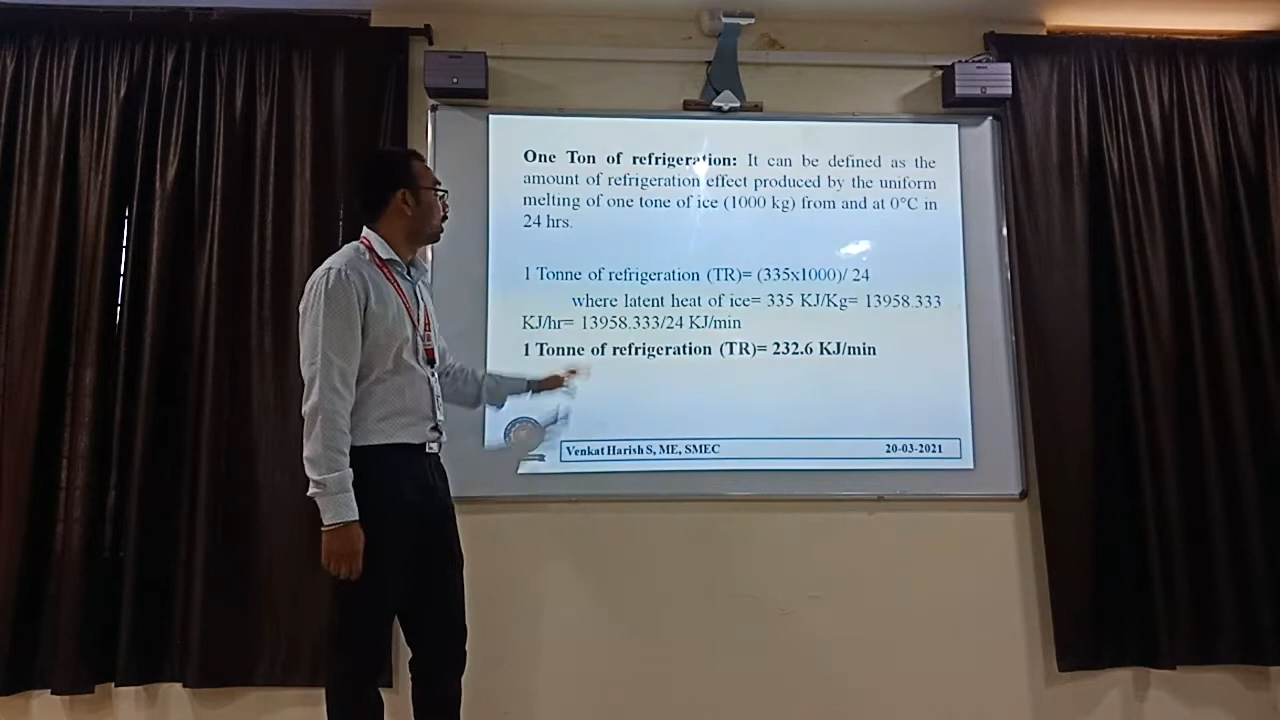 One Ton of refrigeration: It can be defined as the
amount of refrigeration effect produced by the uniform
melting of one tone of ice (1000 kg) from and at 0°C in
24 hrs.
1 Tonne of refrigeration (TR)= (335x1000)/ 24
where latent heat of ice= 335 KJ/Kg= 13958.333
KJ/hr= 13958.333/24 KJ/min
1 Tonne of refrigeration (TR)= 232.6 KJ/min
Venkat Harish S, ME, SMEC 20-03-2021